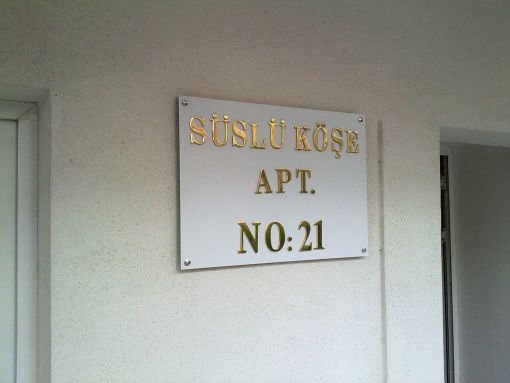 SÜSLÜ KÖŞE
APT.
NO: 21